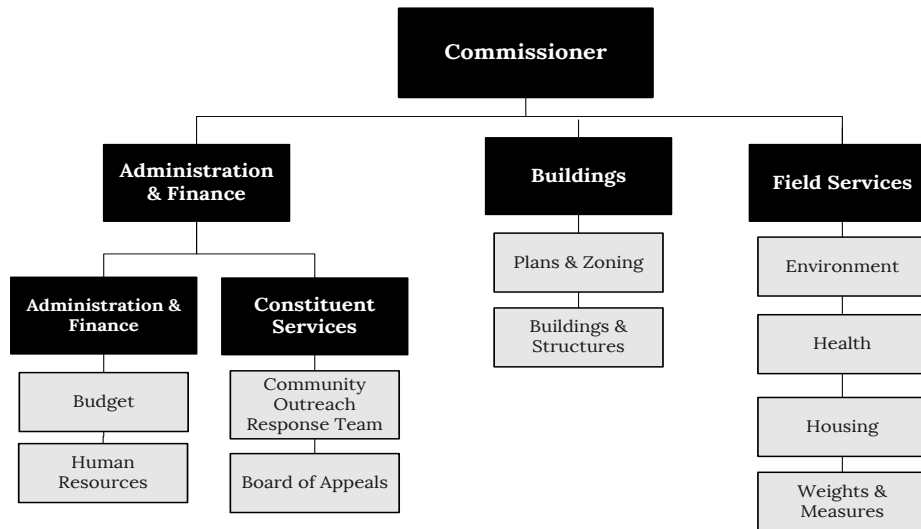 Commissioner
Administration
& Finance
Buildings
Field Services
Administration &
Finance
Constituent
Services
Budget
Human
Resources
Community
Outreach
Response Team
Board of Appeals
Plans & Zoning
Buildings &
Structures
Environment
Health
Housing
Weights &
Measures